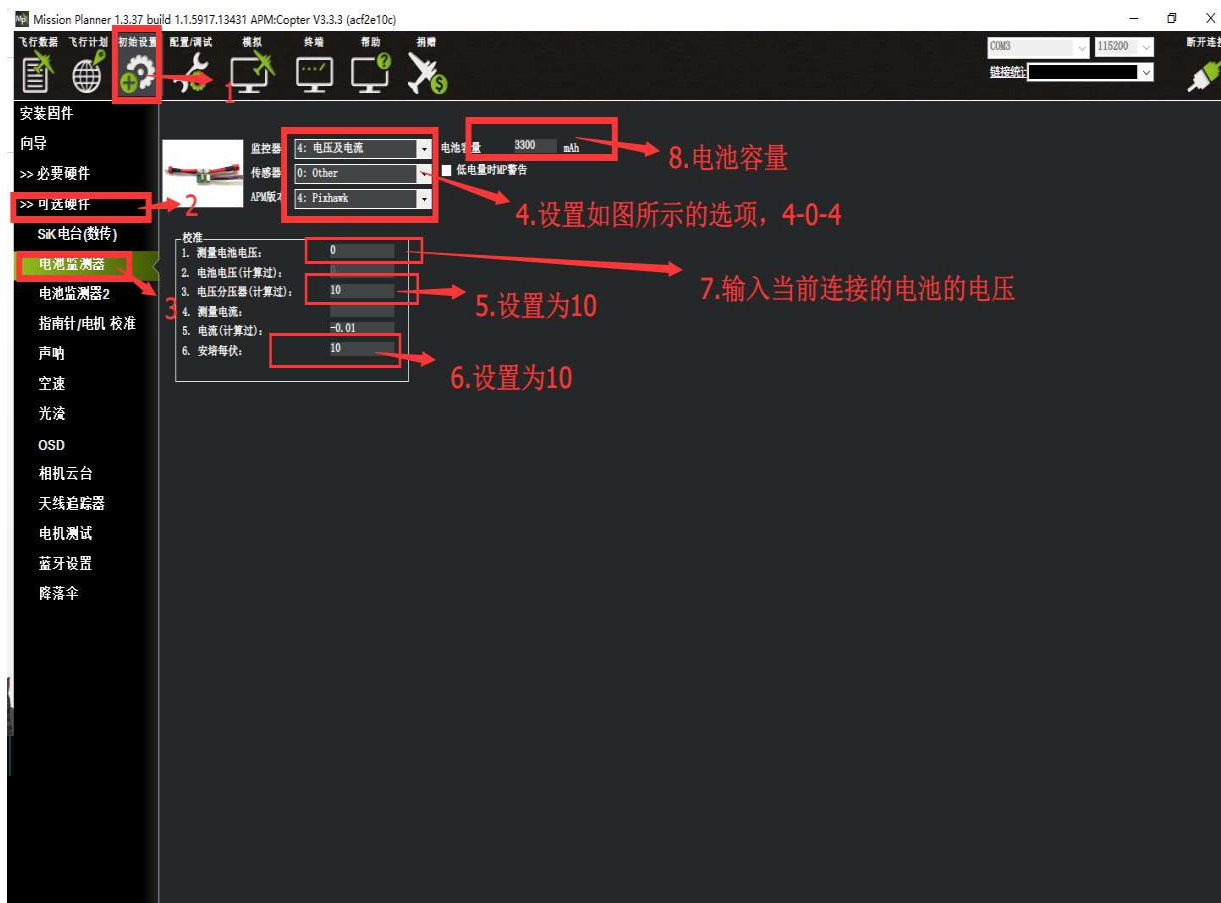 Mission Planner 1.3.37 build 1.1.5917.13431 APM:Copter V3.3.3 (acf2e10c)
飞行数据 飞行计划 初始设置 配置/调试 模拟 终端 帮助 捐赠
COM3 115200 断开连接
链接统计
1
安装固件
向导
>> 必要硬件
>> 可选硬件
2
SiK电台(数传)
电池监测器
3
电池监测器2
指南针/电机 校准
声呐
空速
光流
OSD
相机云台
天线追踪器
电机测试
蓝牙设置
降落伞
监控器 4: 电压及电流
电池容量 3300 mAh
8.电池容量
传感器 0: Other
低电量时MP警告
APM版本 4: Pixhawk
4.设置如图所示的选项，4-0-4
校准
1. 测量电池电压: 0
7.输入当前连接的电池的电压
2. 电池电压(计算过): 0
3. 电压分压器(计算过): 10
5.设置为10
4. 测量电流:
5. 电流(计算过): -0.01
6. 安培每伏: 10
6.设置为10